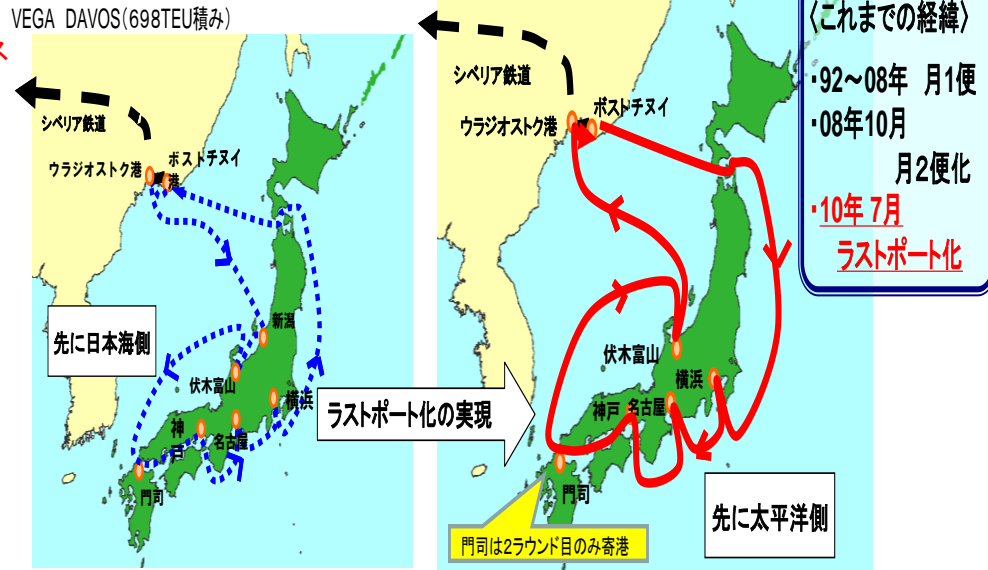 VEGA DAVOS（698TEU積み）
ス
シベリア鉄道
ウラジオストク港
ボストチヌイ
港
先に日本海側
新潟
伏木富山
横浜
神
戸
名古屋
門司
ラストポート化の実現
シベリア鉄道
ボストチヌイ
ウラジオストク港
伏木富山
横浜
神戸
名古屋
門司
門司は2ラウンド目のみ寄港
先に太平洋側
〈これまでの経緯〉
・92～08年 月1便
・08年10月
月2便化
・10年 7月
ラストポート化